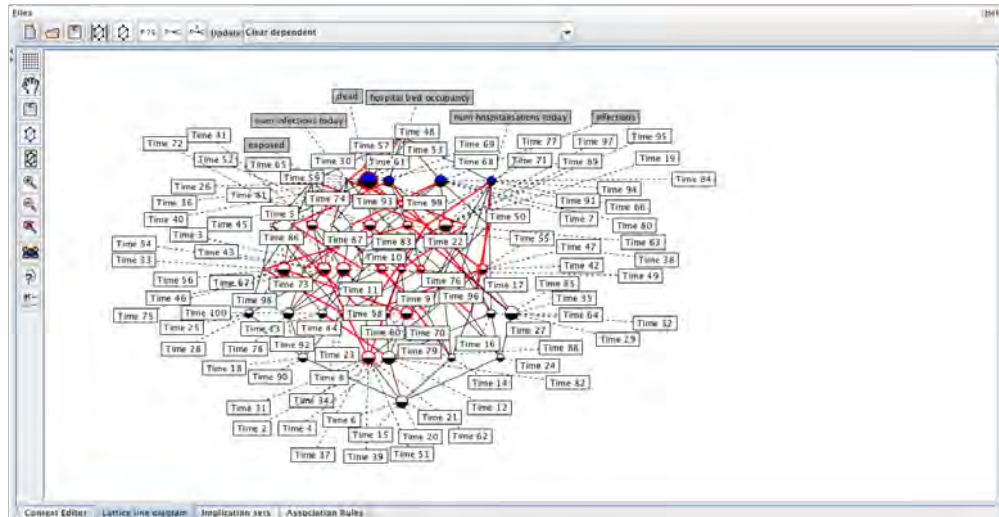 Files
Update: Clear dependent
dead
hospital bed occupancy
num infections today
num hospitalisations today
infections
exposed
Time 41
Time 72
Time 52
Time 65
Time 30
Time 57
Time 48
Time 53
Time 61
Time 69
Time 68
Time 77
Time 71
Time 97
Time 89
Time 95
Time 19
Time 84
Time 26
Time 36
Time 81
Time 74
Time 93
Time 98
Time 94
Time 91
Time 66
Time 40
Time 3
Time 45
Time 5
Time 50
Time 7
Time 80
Time 54
Time 43
Time 86
Time 67
Time 83
Time 22
Time 55
Time 47
Time 63
Time 33
Time 10
Time 42
Time 38
Time 49
Time 56
Time 73
Time 11
Time 76
Time 17
Time 85
Time 46
Time 9
Time 96
Time 35
Time 75
Time 100
Time 58
Time 64
Time 32
Time 25
Time 44
Time 60
Time 70
Time 27
Time 29
Time 28
Time 78
Time 92
Time 23
Time 79
Time 16
Time 88
Time 18
Time 90
Time 8
Time 14
Time 24
Time 82
Time 31
Time 34
Time 12
Time 2
Time 4
Time 6
Time 15
Time 21
Time 20
Time 62
Time 37
Time 39
Time 51
Context Editor
Lattice line diagram
Implication sets
Association Rules